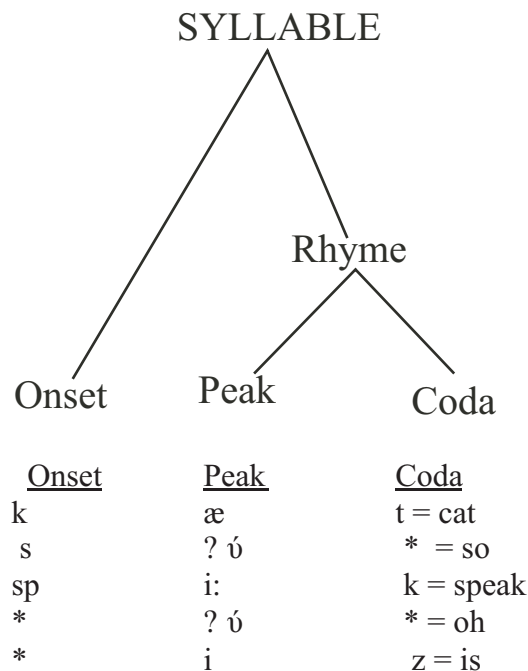 SYLLABLE
Rhyme
Onset Peak Coda
Onset Peak Coda
k æ t = cat
s ? ύ * = so
sp i: k = speak
* ? ύ * = oh
* i z = is